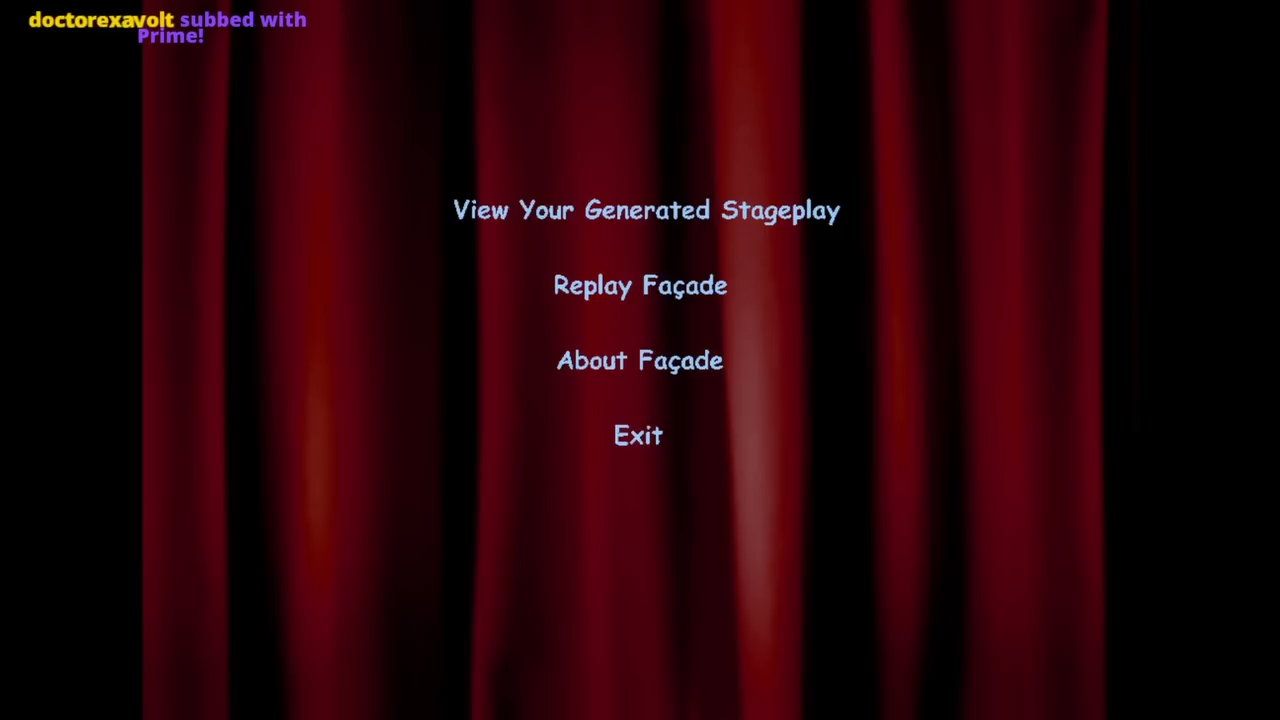 doctorexavolt subbed with
Prime!
View Your Generated Stageplay
Replay Façade
About Façade
Exit